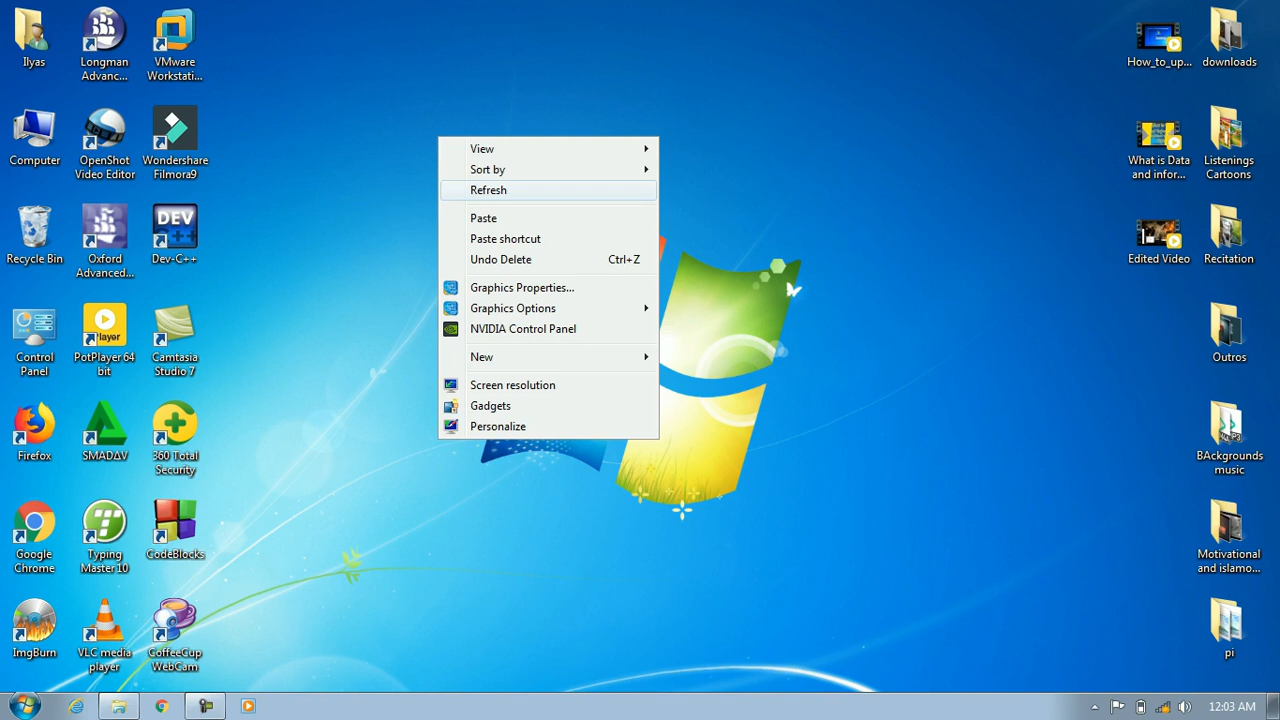 Ilyas
Longman
Advanc...
VMware
Workstati...
Computer
OpenShot
Video Editor
Wondershare
Filmora9
Recycle Bin
Oxford
Advanced...
DEV
C++
Dev-C++
Control
Panel
Player
PotPlayer 64
bit
Camtasia
Studio 7
Firefox
SMADΔV
360 Total
Security
Google
Chrome
Typing
Master 10
CodeBlocks
ImgBurn
VLC media
player
CoffeeCup
WebCam
View
Sort by
Refresh
Paste
Paste shortcut
Undo Delete Ctrl+Z
Graphics Properties...
Graphics Options
NVIDIA Control Panel
New
Screen resolution
Gadgets
Personalize
How_to_up...
downloads
What is Data
and infor...
Listenings
Cartoons
Edited Video
Recitation
Outros
BAckgrounds
music
Motivational
and islamo...
pi
12:03 AM